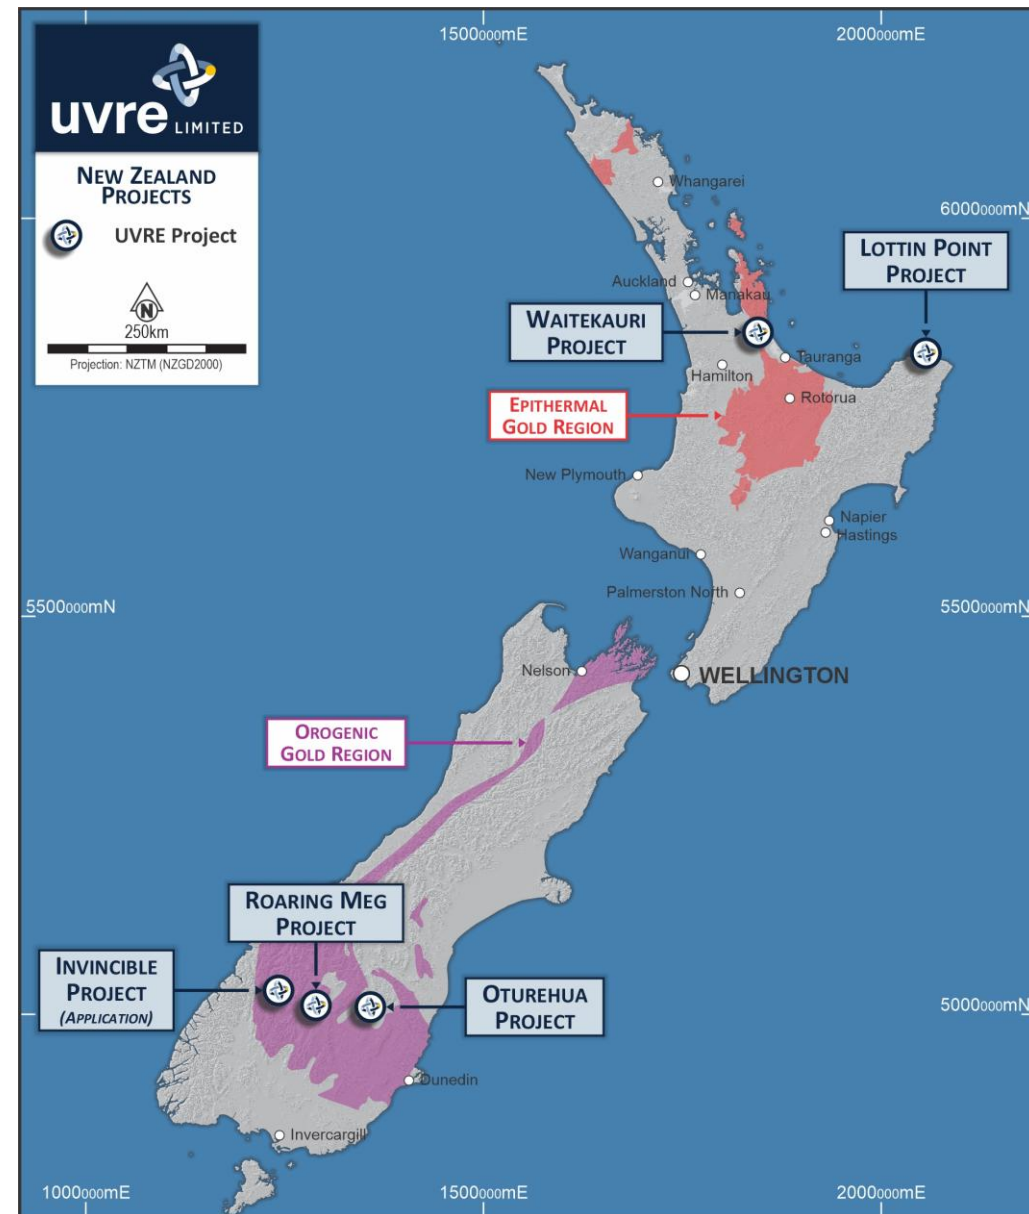 1500000mE
2000000mE
uvre LIMITED
NEW ZEALAND
PROJECTS
UVRE Project
N
250km
Projection: NZTM (NZGD2000)
Whangarei
6000000mN
LOTTIN POINT
PROJECT
Auckland
Manakau
WAITEKAURI
PROJECT
Tauranga
Hamilton
Rotorua
EPITHERMAL
GOLD REGION
New Plymouth
Napier
Hastings
Wanganui
Palmerston North
5500000mN
5500000mN
Nelson
WELLINGTON
OROGENIC
GOLD REGION
ROARING MEG
PROJECT
INVINCIBLE
PROJECT
(APPLICATION)
OTUREHUA
PROJECT
5000000mN
Dunedin
Invercargill
1000000mE
1500000mE
2000000mE